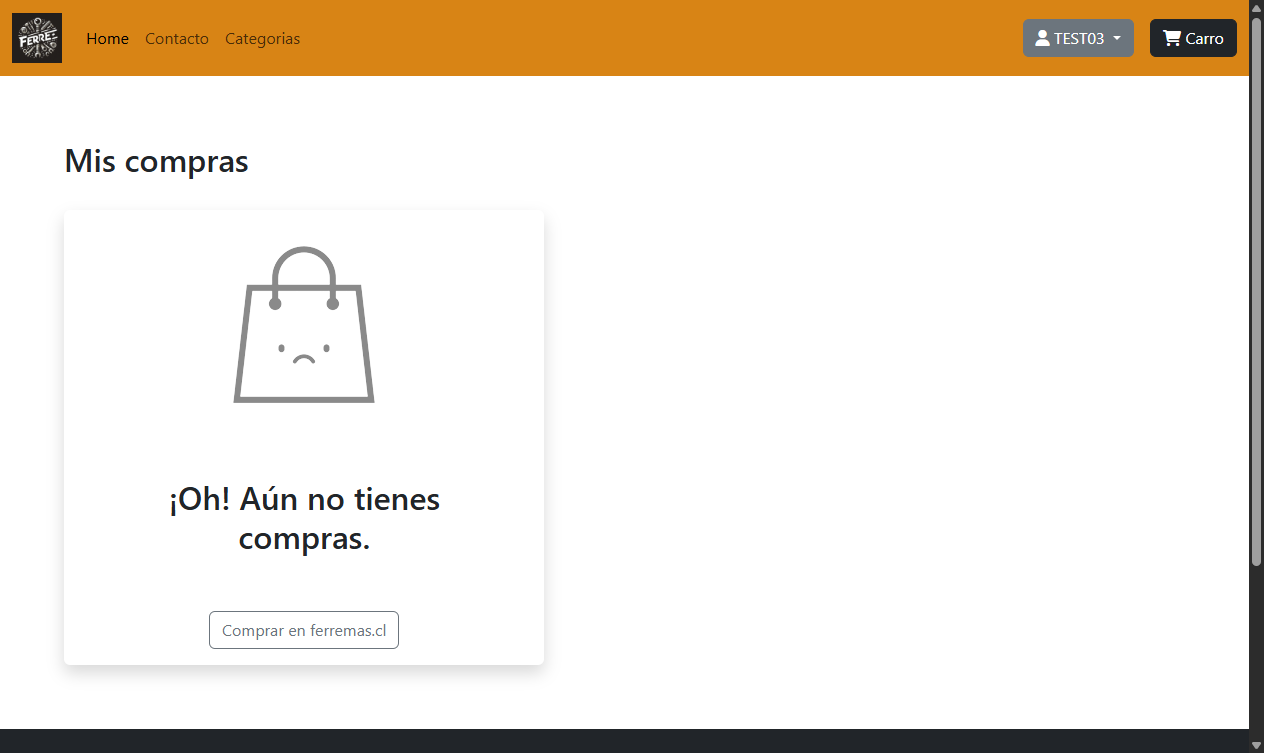 FERRE
Home
Contacto
Categorias
TEST03
Carro
Mis compras
¡Oh! Aún no tienes
compras.
Comprar en ferremas.cl